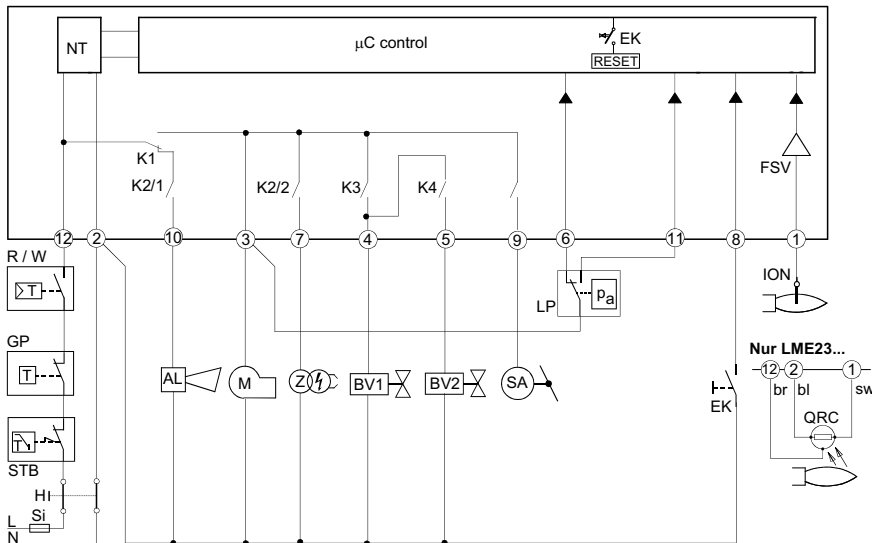 NT
µC control
EK
RESET
K1
K2/1
K2/2
K3
K4
FSV
12 2 10 3 7 4 5 9 6 11 8 1
R / W
T
GP
T
STB
T
H
Si
L
N
AL
M
Z
BV1
BV2
SA
LP
pa
EK
ION
Nur LME23...
12 2 1
br bl sw
QRC